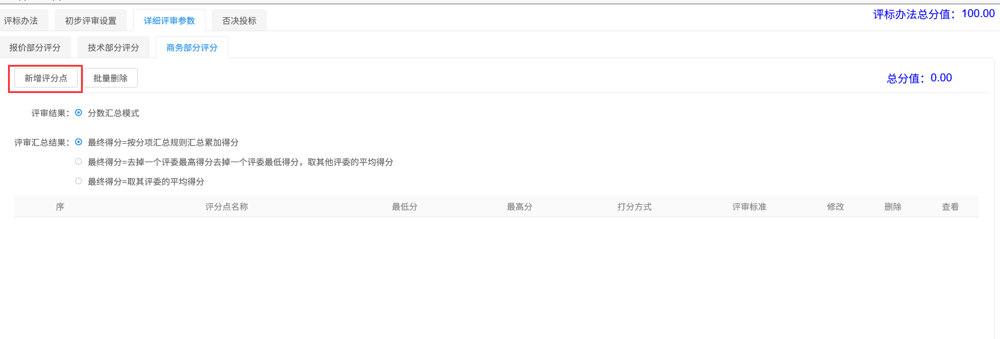 评标办法 初步评审设置 详细评审参数 否决投标 评标办法总分值：100.00
报价部分评分 技术部分评分 商务部分评分
新增评分点 批量删除 总分值：0.00
评审结果： 分数汇总模式
评审汇总结果： 最终得分=按分项汇总规则汇总累加得分
最终得分=去掉一个评委最高得分去掉一个评委最低得分，取其他评委的平均得分
最终得分=取其评委的平均得分
序 评分点名称 最低分 最高分 打分方式 评审标准 修改 删除 查看